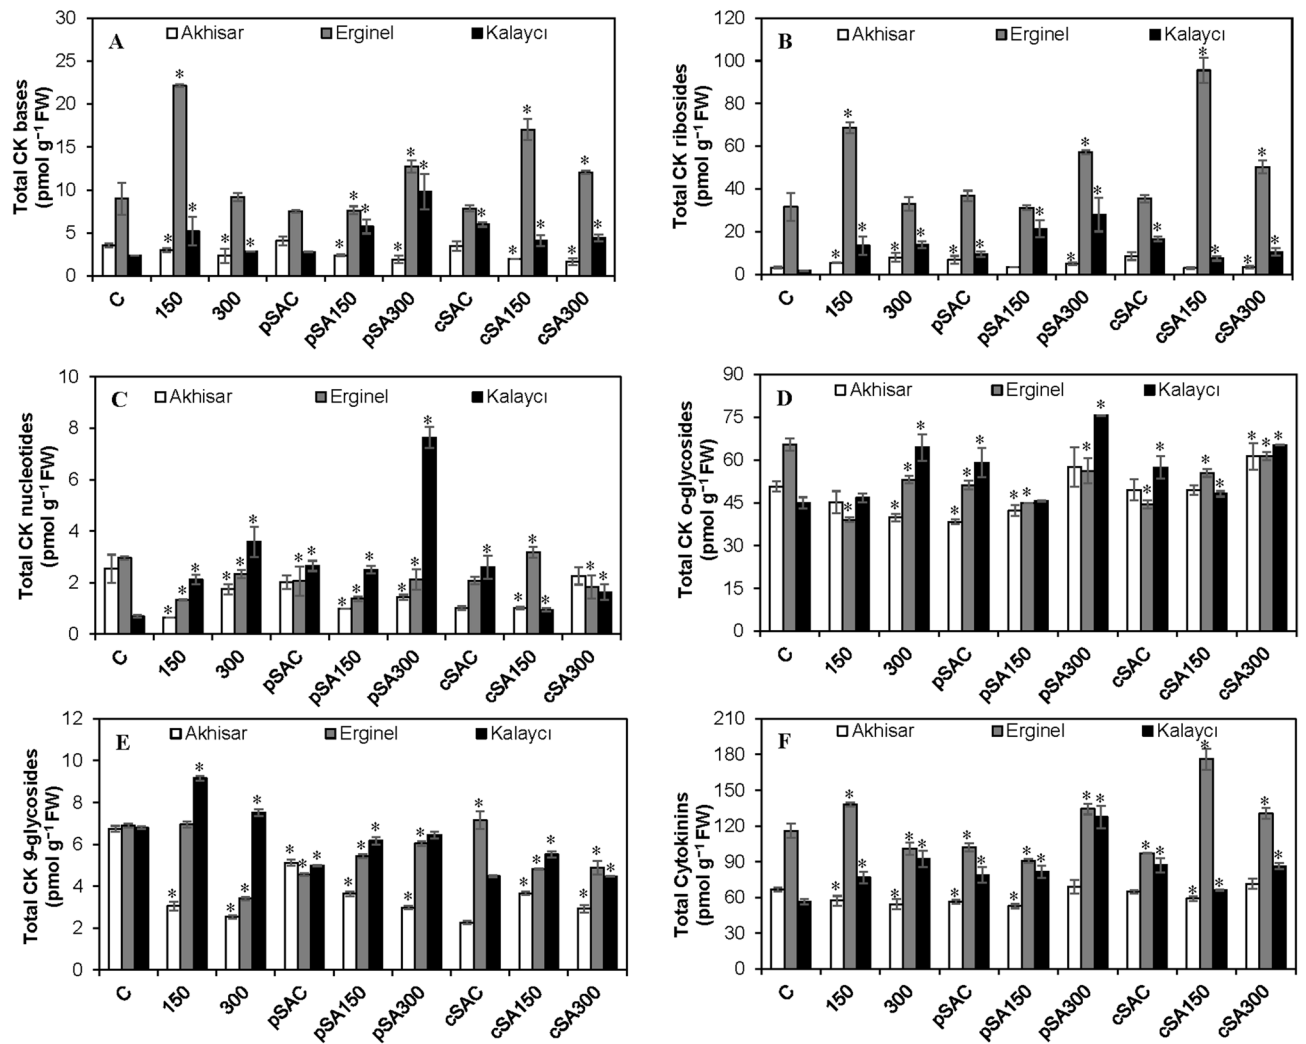 A
Akhisar Erginel Kalaycı
Total CK bases
(pmol g⁻¹ FW)
30
25
20
15
10
5
0
* * * * * * * * * * * * * * * * *
C 150 300 pSAC pSA150 pSA300 cSAC cSA150 cSA300
B
Akhisar Erginel Kalaycı
Total CK ribosides
(pmol g⁻¹ FW)
120
100
80
60
40
20
0
* * * * * * * * * * * * * * * * * *
C 150 300 pSAC pSA150 pSA300 cSAC cSA150 cSA300
C
Akhisar Erginel Kalaycı
Total CK nucleotides
(pmol g⁻¹ FW)
10
8
6
4
2
0
* * * * * * * * * * * * * * * * * * * * *
C 150 300 pSAC pSA150 pSA300 cSAC cSA150 cSA300
D
Akhisar Erginel Kalaycı
Total CK o-glycosides
(pmol g⁻¹ FW)
90
75
60
45
30
15
0
* * * * * * * * * * * * * * * * * *
C 150 300 pSAC pSA150 pSA300 cSAC cSA150 cSA300
E
Akhisar Erginel Kalaycı
Total CK 9-glycosides
(pmol g⁻¹ FW)
12
10
8
6
4
2
0
* * * * * * * * * * * * * * * * * * * *
C 150 300 pSAC pSA150 pSA300 cSAC cSA150 cSA300
F
Akhisar Erginel Kalaycı
Total Cytokinins
(pmol g⁻¹ FW)
210
180
150
120
90
60
30
0
* * * * * * * * * * * * * * * * * * * * *
C 150 300 pSAC pSA150 pSA300 cSAC cSA150 cSA300